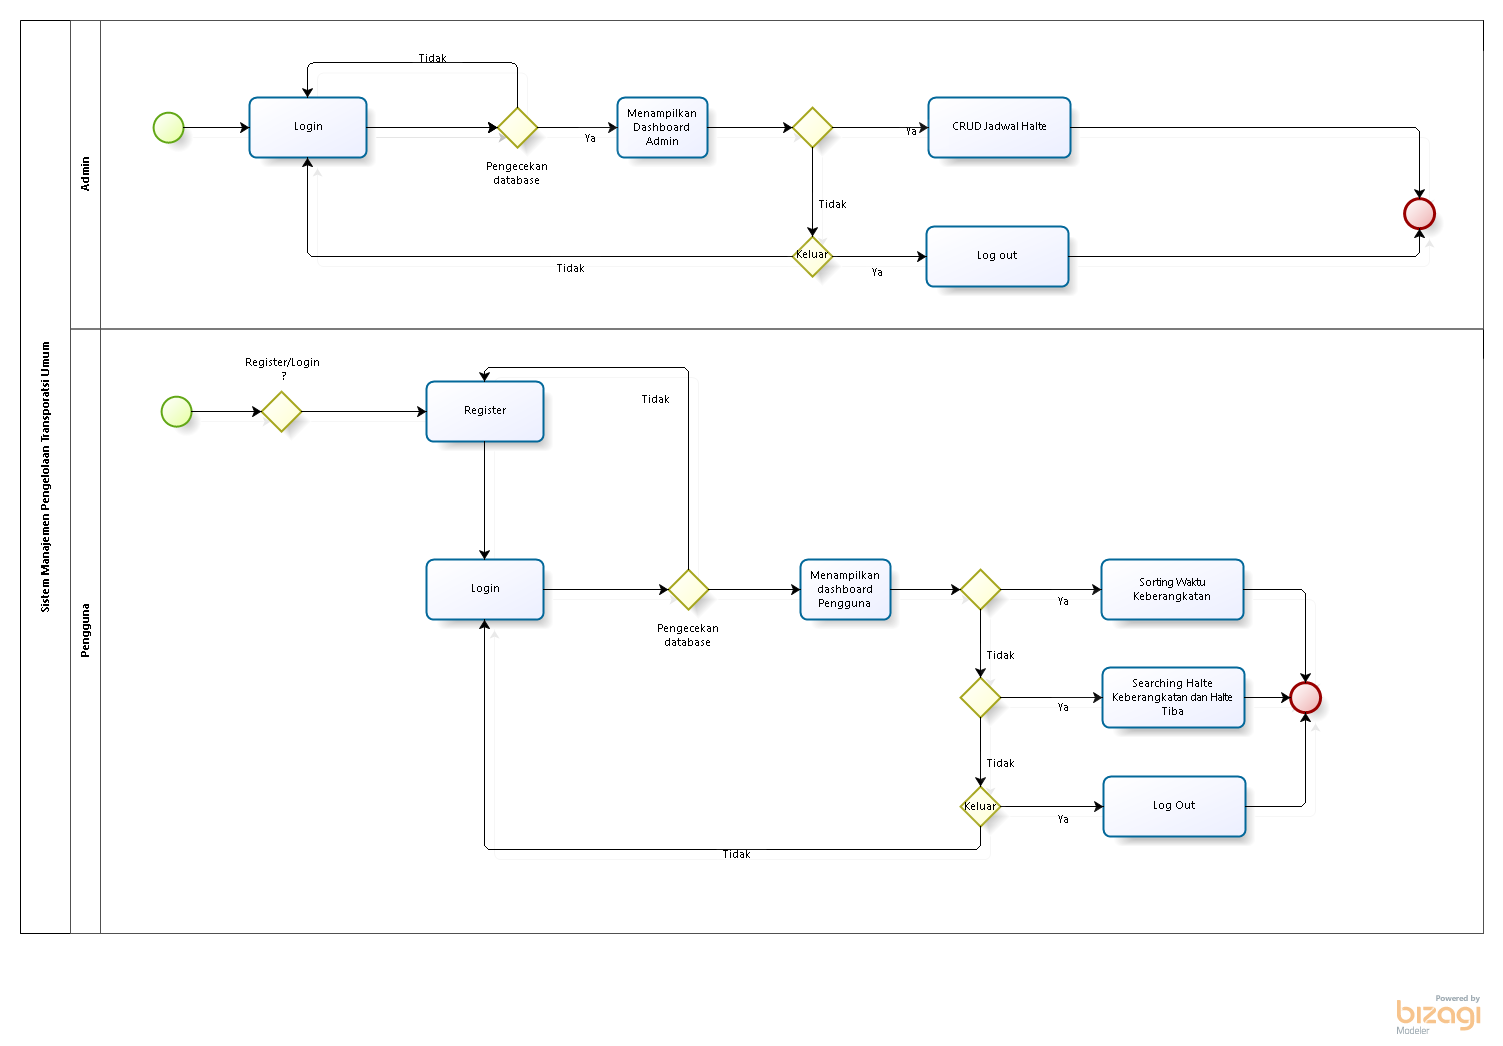 Sistem Manajemen Pengelolaan Transporatsi Umum
Admin
Tidak
Login
Pengecekan
database
Ya
Menampilkan
Dashboard
Admin
Ya
CRUD Jadwal Halte
Tidak
Keluar
Tidak
Ya
Log out
Pengguna
Register/Login
?
Register
Tidak
Login
Pengecekan
database
Menampilkan
dashboard
Pengguna
Ya
Sorting Waktu
Keberangkatan
Tidak
Ya
Searching Halte
Keberangkatan dan Halte
Tiba
Tidak
Keluar
Ya
Log Out
Tidak
Powered by
bizagi
Modeler